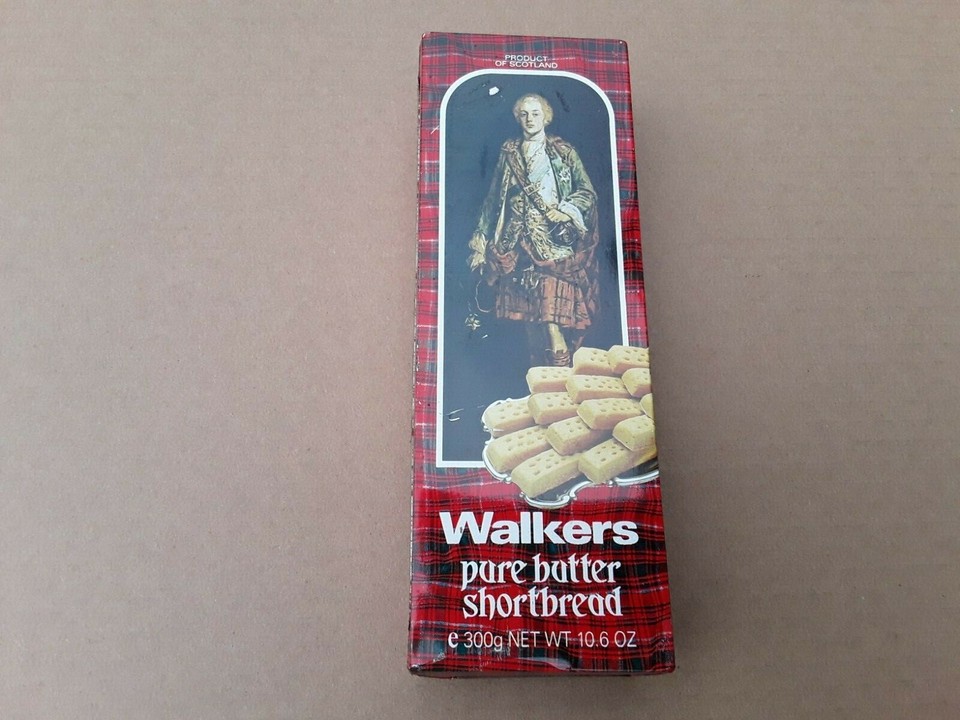 PRODUCT
OF SCOTLAND
Walkers
pure butter
shortbread
e 300g NET WT 10.6 OZ